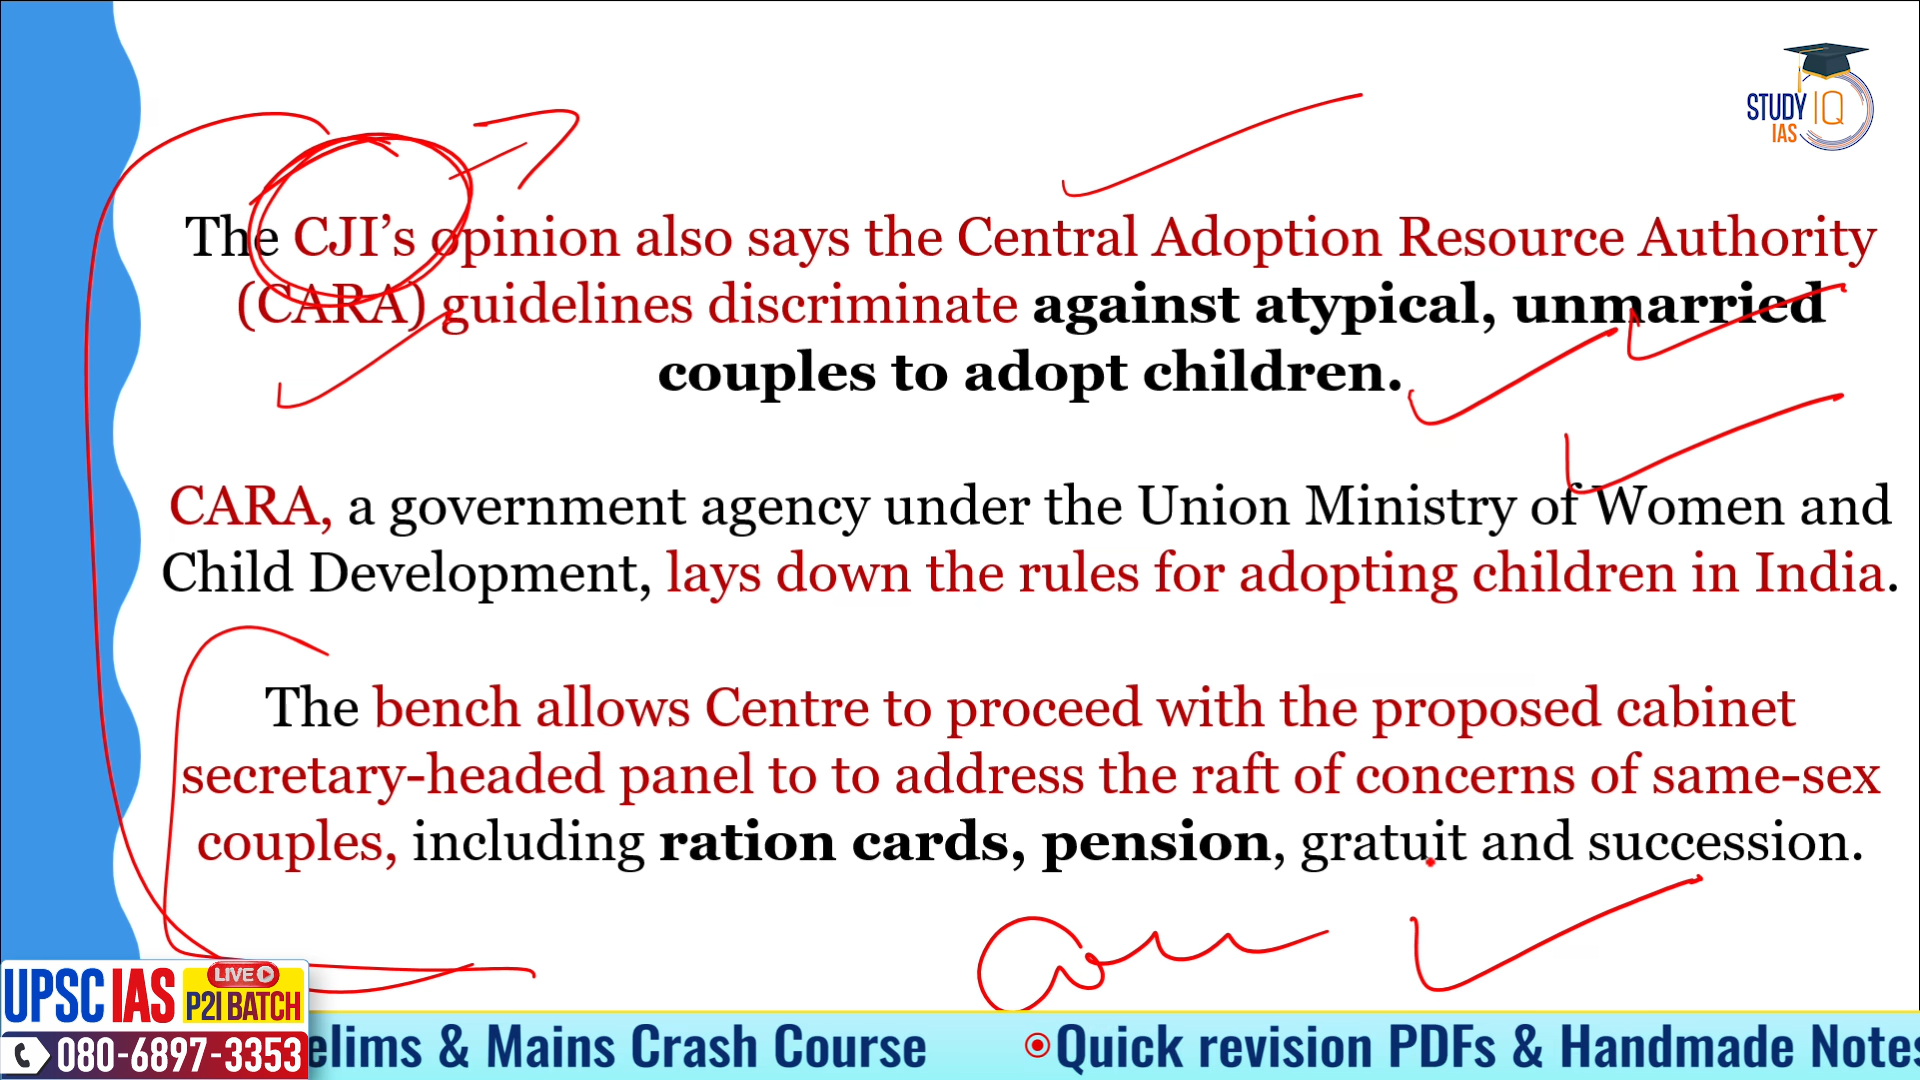 STUDY IQ
IAS
The CJI’s opinion also says the Central Adoption Resource Authority
(CARA) guidelines discriminate against atypical, unmarried
couples to adopt children.
CARA, a government agency under the Union Ministry of Women and
Child Development, lays down the rules for adopting children in India.
The bench allows Centre to proceed with the proposed cabinet
secretary-headed panel to to address the raft of concerns of same-sex
couples, including ration cards, pension, gratuit and succession.
UPSC IAS LIVE P2I BATCH
080-6897-3353
elims & Mains Crash Course Quick revision PDFs & Handmade Notes